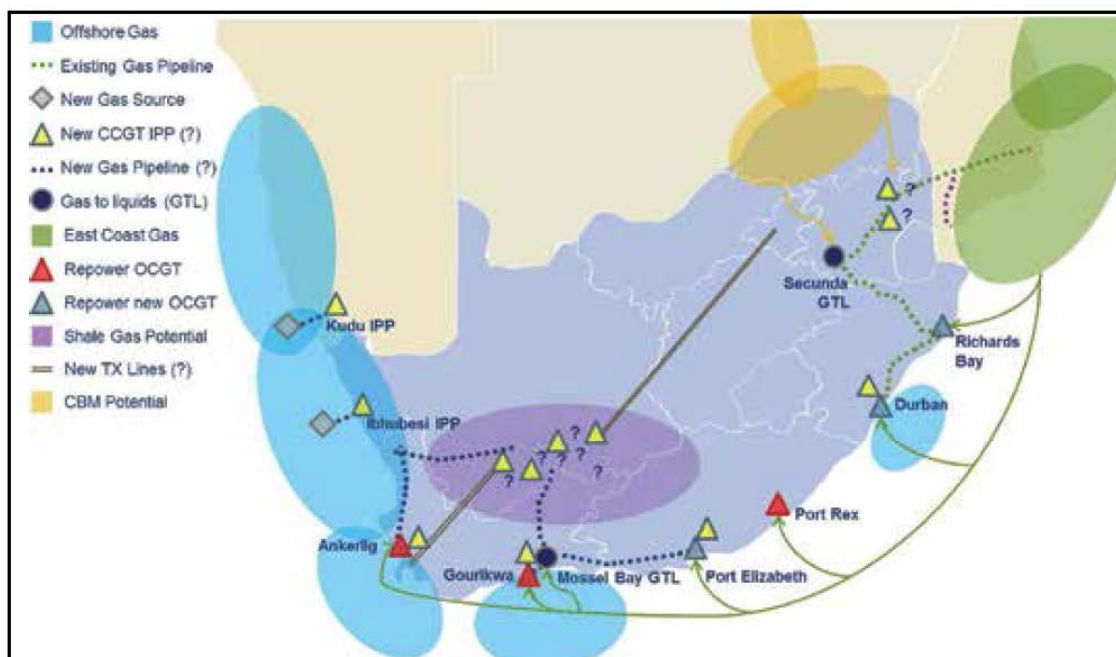 Offshore Gas
Existing Gas Pipeline
New Gas Source
New CCGT IPP (?)
New Gas Pipeline (?)
Gas to liquids (GTL)
East Coast Gas
Repower OCGT
Repower new OCGT
Shale Gas Potential
New TX Lines (?)
CBM Potential
?
?
Secunda
GTL
Kudu IPP
Richards
Bay
Durban
Ibhubesi IPP
?
?
?
?
?
?
Port Rex
Ankerlig
Gourikwa
Mossel Bay GTL
Port Elizabeth